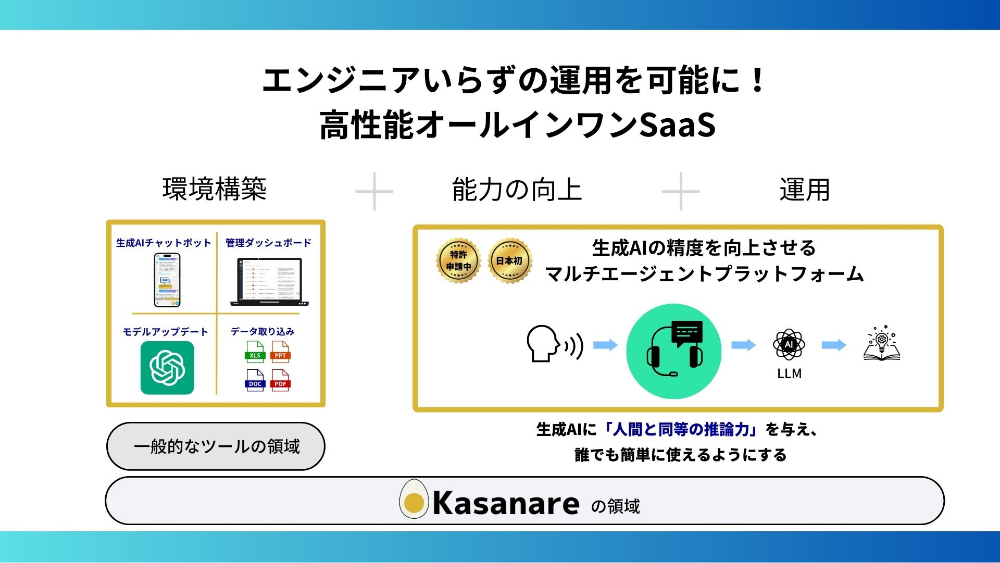 エンジニアいらずの運用を可能に！
高性能オールインワンSaaS
環境構築
能力の向上
運用
生成AIチャットボット
管理ダッシュボード
モデルアップデート
データ取り込み
XLS
PPT
DOC
PDF
特許
申請中
日本初
生成AIの精度を向上させる
マルチエージェントプラットフォーム
AI
LLM
一般的なツールの領域
生成AIに「人間と同等の推論力」を与え、
誰でも簡単に使えるようにする
Kasanare の領域